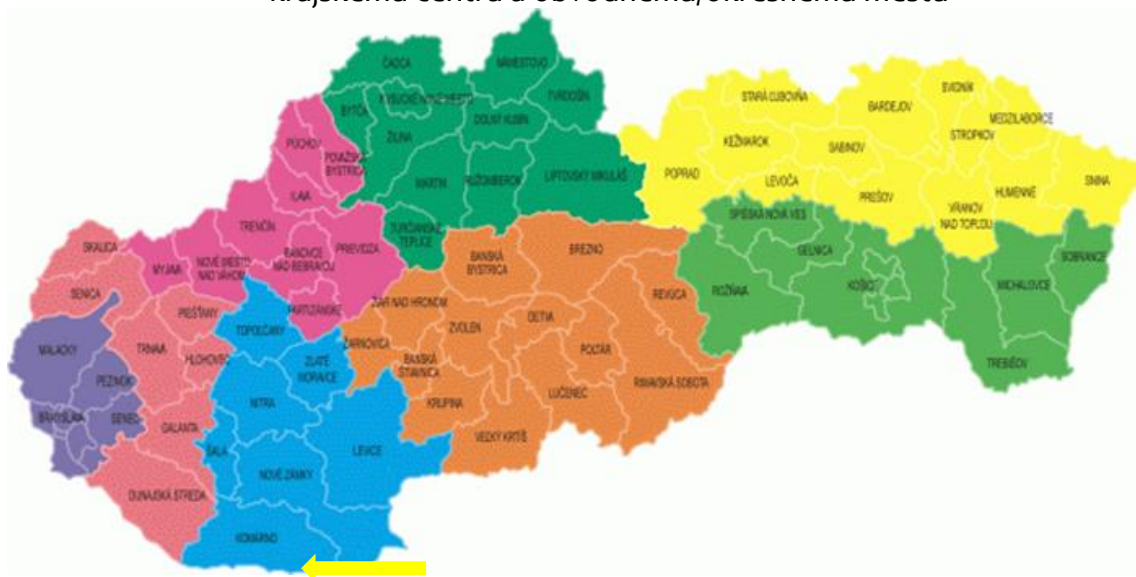 krajskému centru a obvodnému/okresnému mestu
ČADCA
NÁMESTOVO
TVRDOŠÍN
KYSUCKÉ NOVÉ MESTO
BYTČA
DOLNÝ KUBÍN
ŽILINA
MARTIN
RUŽOMBEROK
LIPTOVSKÝ MIKULÁŠ
TURČIANSKE
TEPLICE
SVIDNÍK
STARÁ ĽUBOVŇA
BARDEJOV
MEDZILABORCE
STROPKOV
KEŽMAROK
SABINOV
POPRAD
LEVOČA
PREŠOV
HUMENNÉ
SNINA
VRANOV
NAD TOPĽOU
PÚCHOV
POVAŽSKÁ
BYSTRICA
ILAVA
TRENČÍN
BÁNOVCE
NAD BEBRAVOU
PRIEVIDZA
MYJAVA
NOVÉ MESTO
NAD VÁHOM
PARTIZÁNSKE
SKALICA
SENICA
PIEŠŤANY
TRNAVA
HLOHOVEC
GALANTA
DUNAJSKÁ STREDA
MALACKY
PEZINOK
BRATISLAVA
SENEC
TOPOĽČANY
ZLATÉ
MORAVCE
NITRA
ŠAĽA
LEVICE
NOVÉ ZÁMKY
KOMÁRNO
BANSKÁ
BYSTRICA
BREZNO
ŽIAR NAD HRONOM
ZVOLEN
DETVA
REVÚCA
ŽARNOVICA
BANSKÁ
ŠTIAVNICA
POLTÁR
KRUPINA
LUČENEC
RIMAVSKÁ SOBOTA
VEĽKÝ KRTÍŠ
SPIŠSKÁ NOVÁ VES
GELNICA
ROŽŇAVA
KOŠICE
MICHALOVCE
SOBRANCE
TREBIŠOV